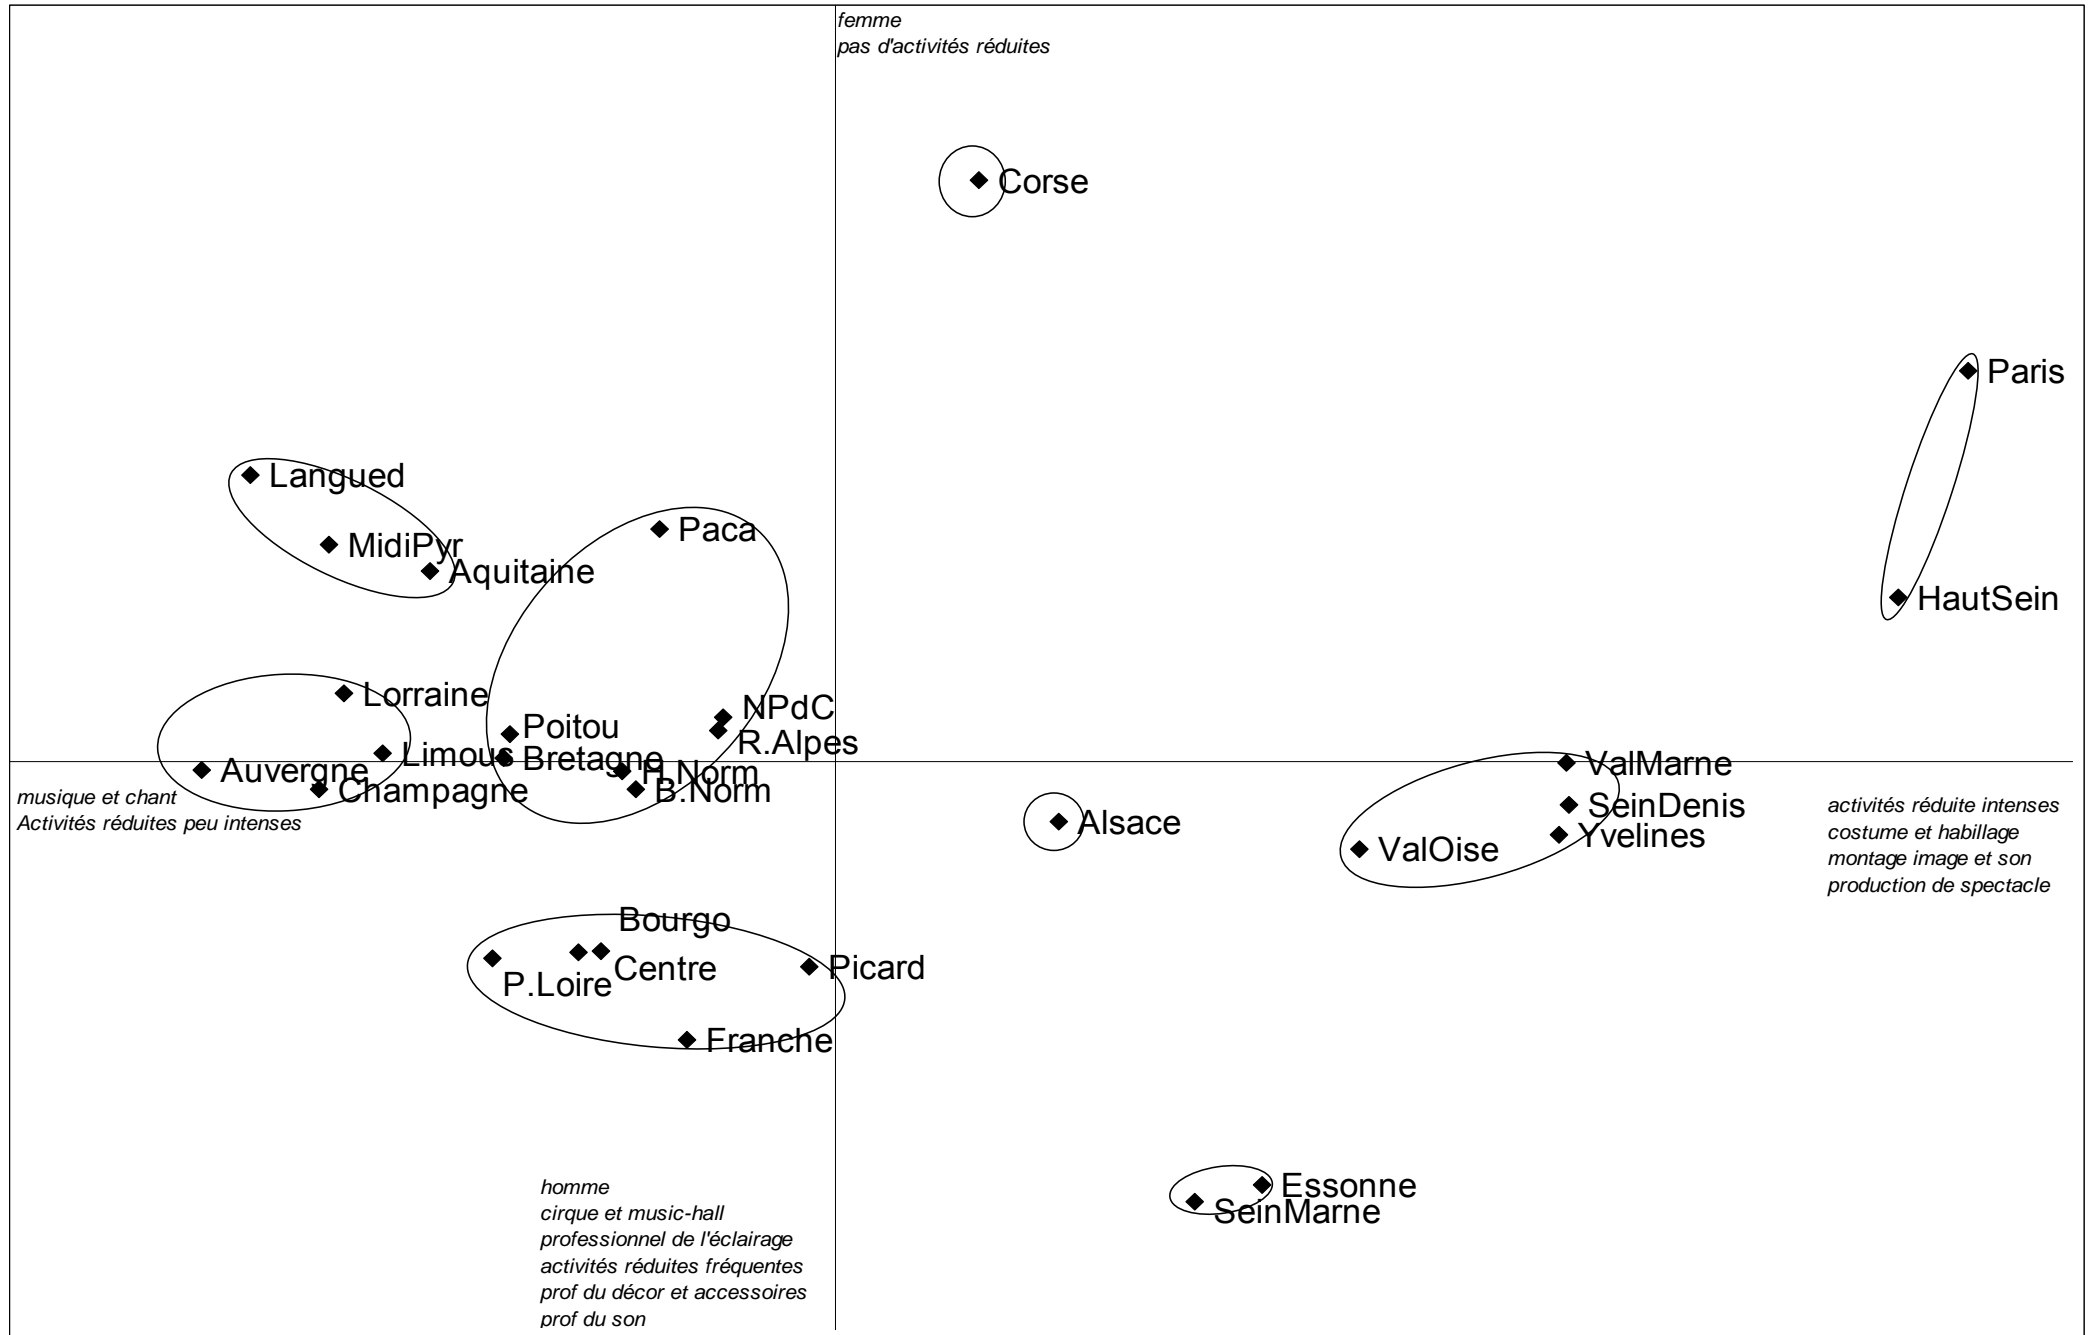 femme
pas d'activités réduites
Corse
Paris
Langued
MidiPyr
Aquitaine
Paca
HautSein
Lorraine
NPdC
Poitou
R.Alpes
Limous
Bretagne
Auvergne
H.Norm
Champagne
B.Norm
ValMarne
SeinDenis
Yvelines
ValOise
Alsace
musique et chant
Activités réduites peu intenses
activités réduite intenses
costume et habillage
montage image et son
production de spectacle
Bourgo
Centre
P.Loire
Picard
Franche
Essonne
SeinMarne
homme
cirque et music-hall
professionnel de l'éclairage
activités réduites fréquentes
prof du décor et accessoires
prof du son